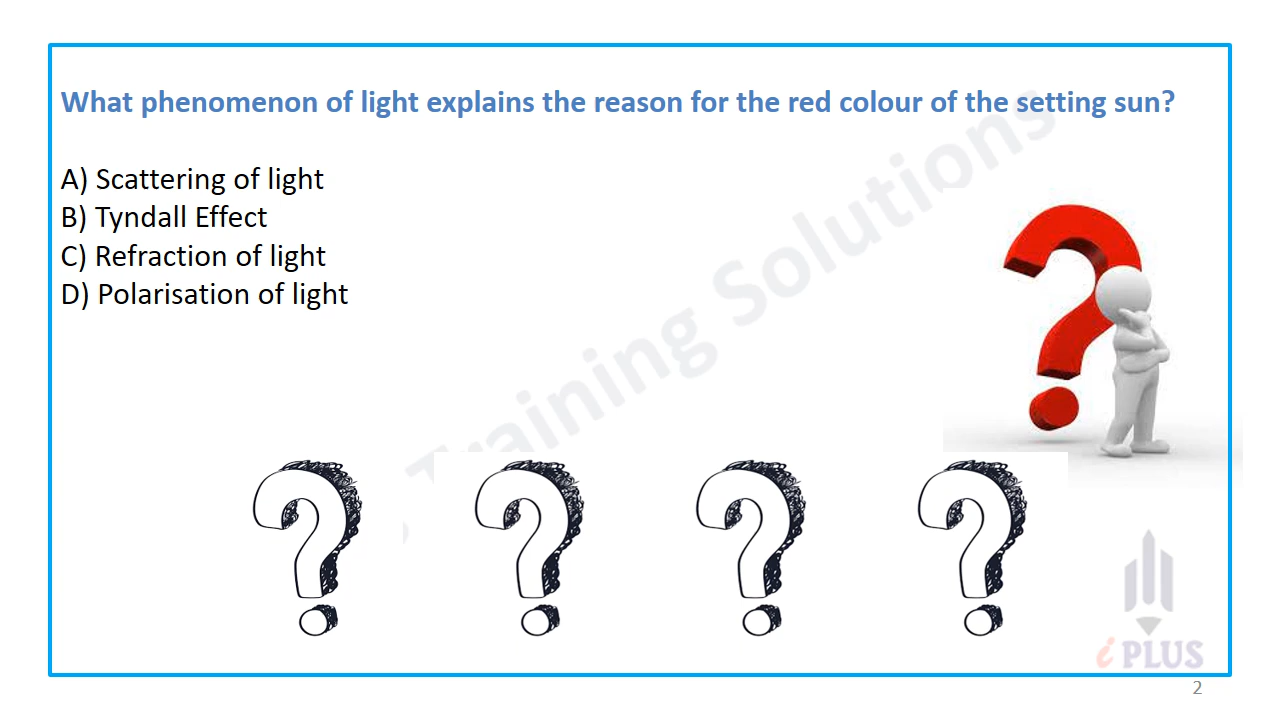 What phenomenon of light explains the reason for the red colour of the setting sun?
A) Scattering of light
B) Tyndall Effect
C) Refraction of light
D) Polarisation of light
Training Solutions
i PLUS
2